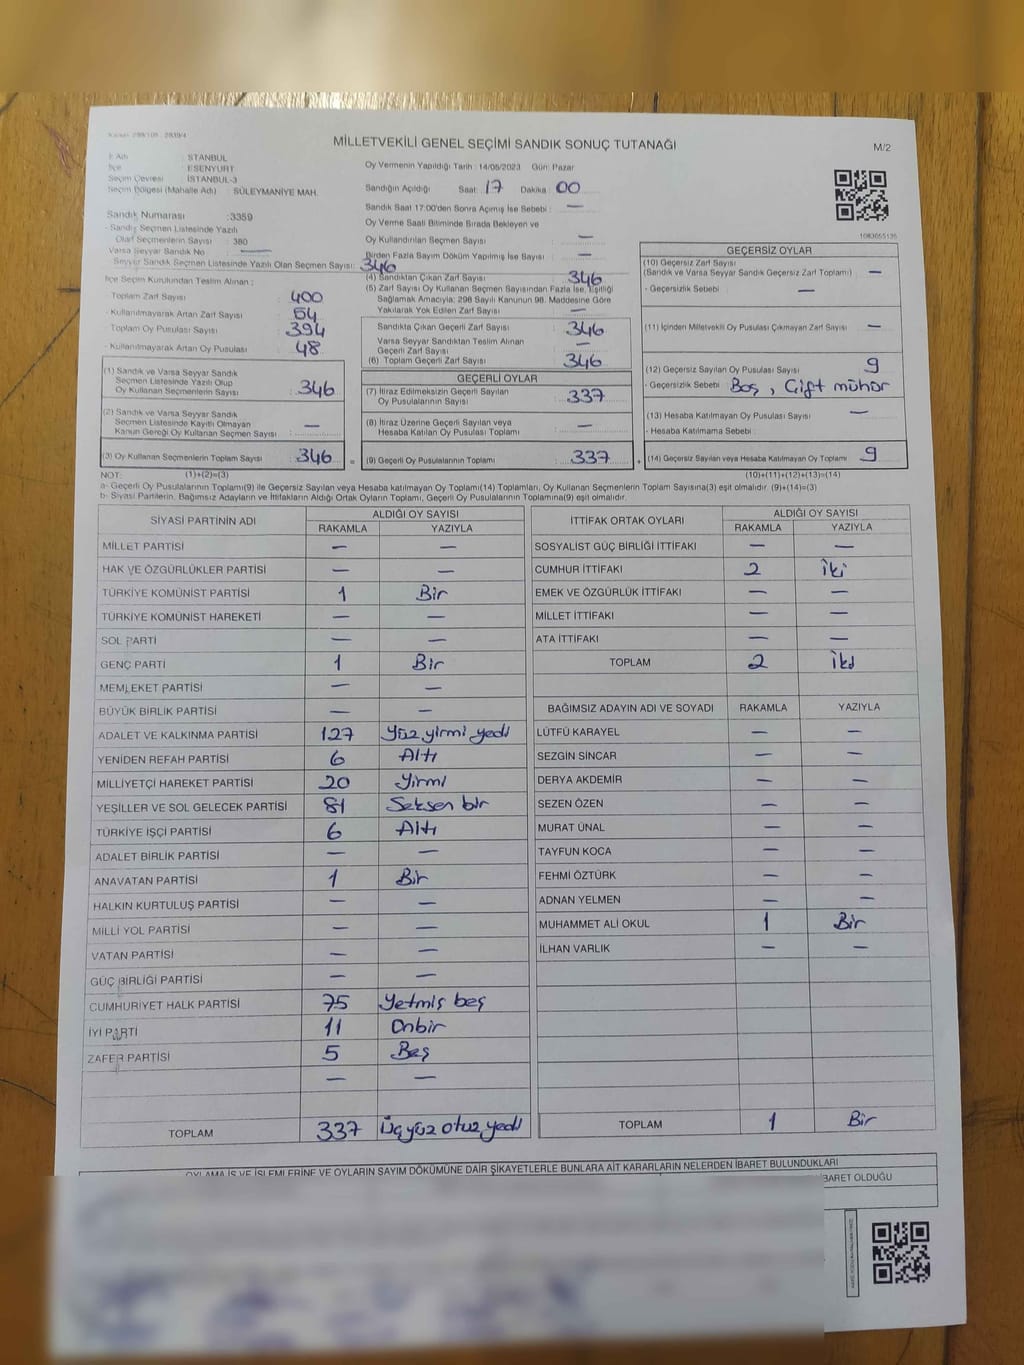 MİLLETVEKİLİ GENEL SEÇİMİ SANDIK SONUÇ TUTANAĞI
M/2
İSTANBUL
ESENYURT
Seçim Çevresi : İSTANBUL-3
Seçim Bölgesi (Mahalle Adı) : SÜLEYMANİYE MAH.
Oy Vermenin Yapıldığı Tarih : 14/05/2023 Gün: Pazar
Sandığın Açıldığı Saat: 17 Dakika: 00
Sandık Saat 17:00'den Sonra Açılmış İse Sebebi : —
Oy Verme Saati Bitiminde Sırada Bekleyen ve
Oy Kullandırılan Seçmen Sayısı : —
Birden Fazla Sayım Döküm Yapılmış İse Sayısı : —
Sandık Numarası : 3359
- Sandık Seçmen Listesinde Yazılı
Olan Seçmenlerin Sayısı : 380
Varsa Seyyar Sandık No —
Seyyar Sandık Seçmen Listesinde Yazılı Olan Seçmen Sayısı: 346
İlçe Seçim Kurulundan Teslim Alınan ;
- Toplam Zarf Sayısı : 400
- Kullanılmayarak Artan Zarf Sayısı : 54
- Toplam Oy Pusulası Sayısı : 394
- Kullanılmayarak Artan Oy Pusulası : 48
(1) Sandık ve Varsa Seyyar Sandık
Seçmen Listesinde Yazılı Olup
Oy Kullanan Seçmenlerin Sayısı : 346
(2) Sandık ve Varsa Seyyar Sandık
Seçmen Listesinde Kayıtlı Olmayan
Kanun Gereği Oy Kullanan Seçmen Sayısı : —
(3) Oy Kullanan Seçmenlerin Toplam Sayısı : 346
(4) Sandıktan Çıkan Zarf Sayısı : 346
(5) Zarf Sayısı Oy Kullanan Seçmen Sayısından Fazla İse, Eşitliği
Sağlamak Amacıyla, 298 Sayılı Kanunun 98. Maddesine Göre
Yakılarak Yok Edilen Zarf Sayısı : —
Sandıkta Çıkan Geçerli Zarf Sayısı : 346
Varsa Seyyar Sandıktan Teslim Alınan
Geçerli Zarf Sayısı : —
(6) Toplam Geçerli Zarf Sayısı : 346
GEÇERLİ OYLAR
(7) İtiraz Edilmeksizin Geçerli Sayılan
Oy Pusulalarının Sayısı : 337
(8) İtiraz Üzerine Geçerli Sayılan veya
Hesaba Katılan Oy Pusulası Toplamı : —
= (9) Geçerli Oy Pusulalarının Toplamı : 337
1083655135
GEÇERSİZ OYLAR
(10) Geçersiz Zarf Sayısı
(Sandık ve Varsa Seyyar Sandık Geçersiz Zarf Toplamı) : —
- Geçersizlik Sebebi : —
(11) İçinden Milletvekili Oy Pusulası Çıkmayan Zarf Sayısı : —
(12) Geçersiz Sayılan Oy Pusulası Sayısı : 9
- Geçersizlik Sebebi : Boş, Çift mühür
(13) Hesaba Katılmayan Oy Pusulası Sayısı : —
- Hesaba Katılmama Sebebi :
+ (14) Geçersiz Sayılan veya Hesaba Katılmayan Oy Toplamı : 9
NOT: (1)+(2)=(3) (10)+(11)+(12)+(13)=(14)
a- Geçerli Oy Pusulalarının Toplamı(9) ile Geçersiz Sayılan veya Hesaba Katılmayan Oy Toplamı(14) Toplamları, Oy Kullanan Seçmenlerin Toplam Sayısına(3) eşit olmalıdır. (9)+(14)=(3)
b- Siyasi Partilerin, Bağımsız Adayların ve İttifakların Aldığı Ortak Oyların Toplamı, Geçerli Oy Pusulalarının Toplamına(9) eşit olmalıdır.
SİYASİ PARTİNİN ADI ALDIĞI OY SAYISI
RAKAMLA YAZIYLA
MİLLET PARTİSİ — —
HAK VE ÖZGÜRLÜKLER PARTİSİ — —
TÜRKİYE KOMÜNİST PARTİSİ 1 Bir
TÜRKİYE KOMÜNİST HAREKETİ — —
SOL PARTİ — —
GENÇ PARTİ 1 Bir
MEMLEKET PARTİSİ — —
BÜYÜK BİRLİK PARTİSİ — —
ADALET VE KALKINMA PARTİSİ 127 Yüz yirmi yedi
YENİDEN REFAH PARTİSİ 6 Altı
MİLLİYETÇİ HAREKET PARTİSİ 20 Yirmi
YEŞİLLER VE SOL GELECEK PARTİSİ 81 Seksen bir
TÜRKİYE İŞÇİ PARTİSİ 6 Altı
ADALET BİRLİK PARTİSİ — —
ANAVATAN PARTİSİ 1 Bir
HALKIN KURTULUŞ PARTİSİ — —
MİLLİ YOL PARTİSİ — —
VATAN PARTİSİ — —
GÜÇ BİRLİĞİ PARTİSİ — —
CUMHURİYET HALK PARTİSİ 75 Yetmiş beş
İYİ PARTİ 11 Onbir
ZAFER PARTİSİ 5 Beş
— —
TOPLAM 337 Üçyüz otuz yedi
İTTİFAK ORTAK OYLARI ALDIĞI OY SAYISI
RAKAMLA YAZIYLA
SOSYALİST GÜÇ BİRLİĞİ İTTİFAKI — —
CUMHUR İTTİFAKI 2 İki
EMEK VE ÖZGÜRLÜK İTTİFAKI — —
MİLLET İTTİFAKI — —
ATA İTTİFAKI — —
TOPLAM 2 İki
BAĞIMSIZ ADAYIN ADI VE SOYADI RAKAMLA YAZIYLA
LÜTFÜ KARAYEL — —
SEZGİN SİNCAR — —
DERYA AKDEMİR — —
SEZEN ÖZEN — —
MURAT ÜNAL — —
TAYFUN KOCA — —
FEHMİ ÖZTÜRK — —
ADNAN YELMEN — —
MUHAMMET ALİ OKUL 1 Bir
İLHAN VARLIK — —
TOPLAM 1 Bir
OYLAMA İŞ VE İŞLEMLERİNE VE OYLARIN SAYIM DÖKÜMÜNE DAİR ŞİKAYETLERLE BUNLARA AİT KARARLARIN NELERDEN İBARET BULUNDUKLARI
İBARET OLDUĞU